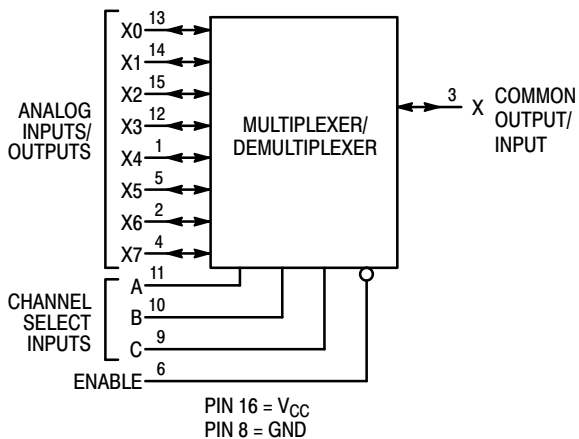 X0 13
X1 14
X2 15
X3 12
X4 1
X5 5
X6 2
X7 4
ANALOG
INPUTS/
OUTPUTS
MULTIPLEXER/
DEMULTIPLEXER
3 X COMMON
OUTPUT/
INPUT
A 11
B 10
C 9
CHANNEL
SELECT
INPUTS
ENABLE 6
PIN 16 = VCC
PIN 8 = GND